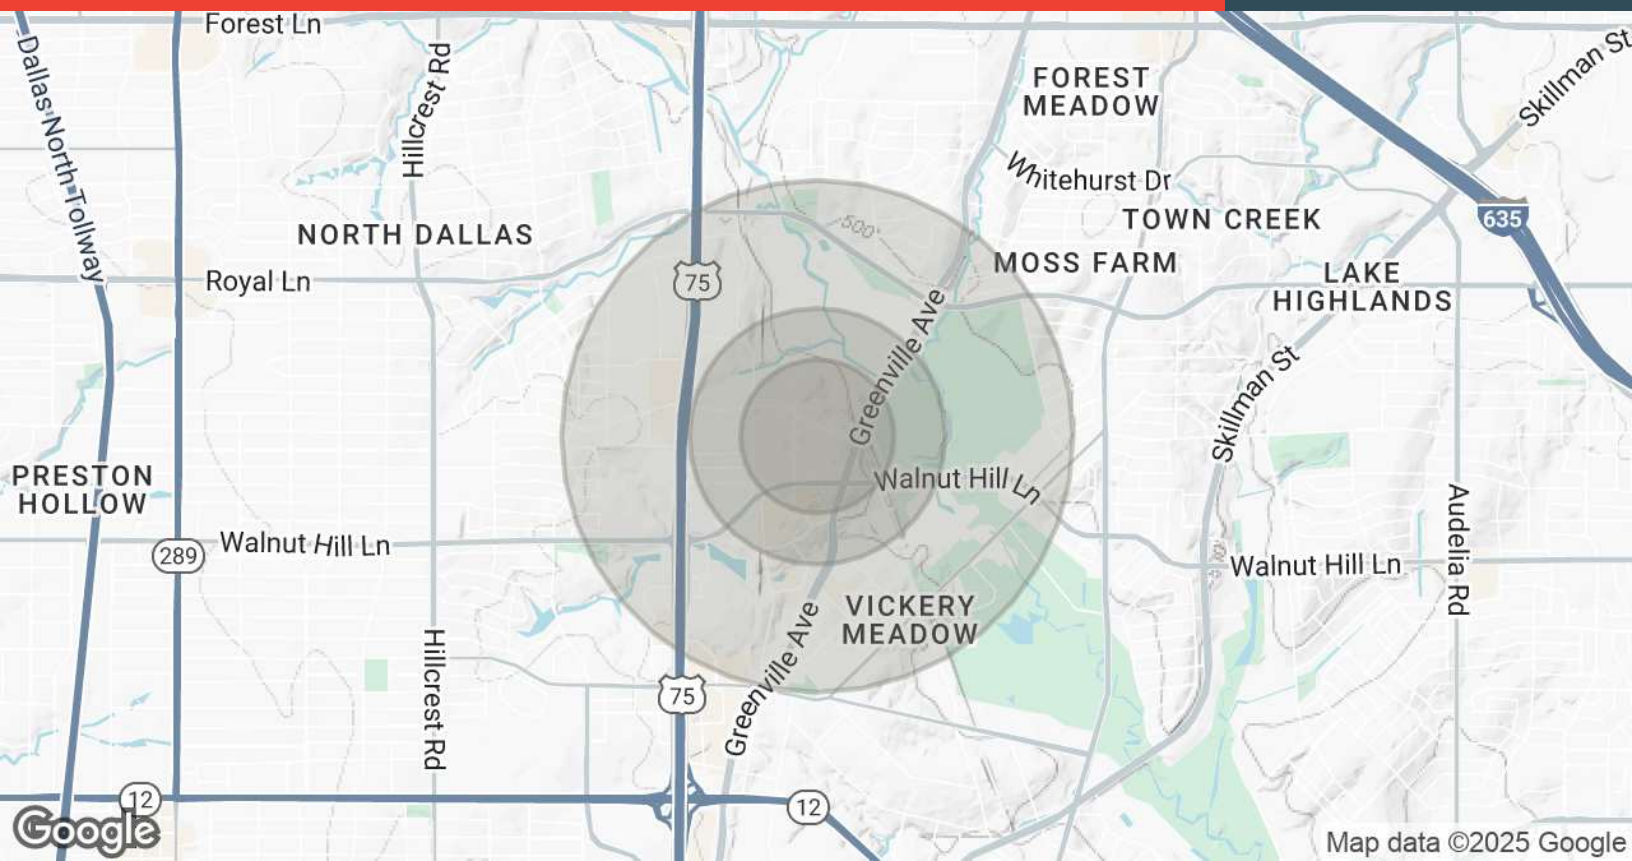 Forest Ln
Dallas North Tollway
Hillcrest Rd
FOREST
MEADOW
Skillman St
Whitehurst Dr
NORTH DALLAS
500'
TOWN CREEK
635
Royal Ln
75
MOSS FARM
LAKE
HIGHLANDS
Greenville Ave
Skillman St
PRESTON
HOLLOW
Walnut Hill Ln
Audelia Rd
289
Walnut Hill Ln
Walnut Hill Ln
VICKERY
MEADOW
Hillcrest Rd
Greenville Ave
75
12
12
Google
Map data ©2025 Google